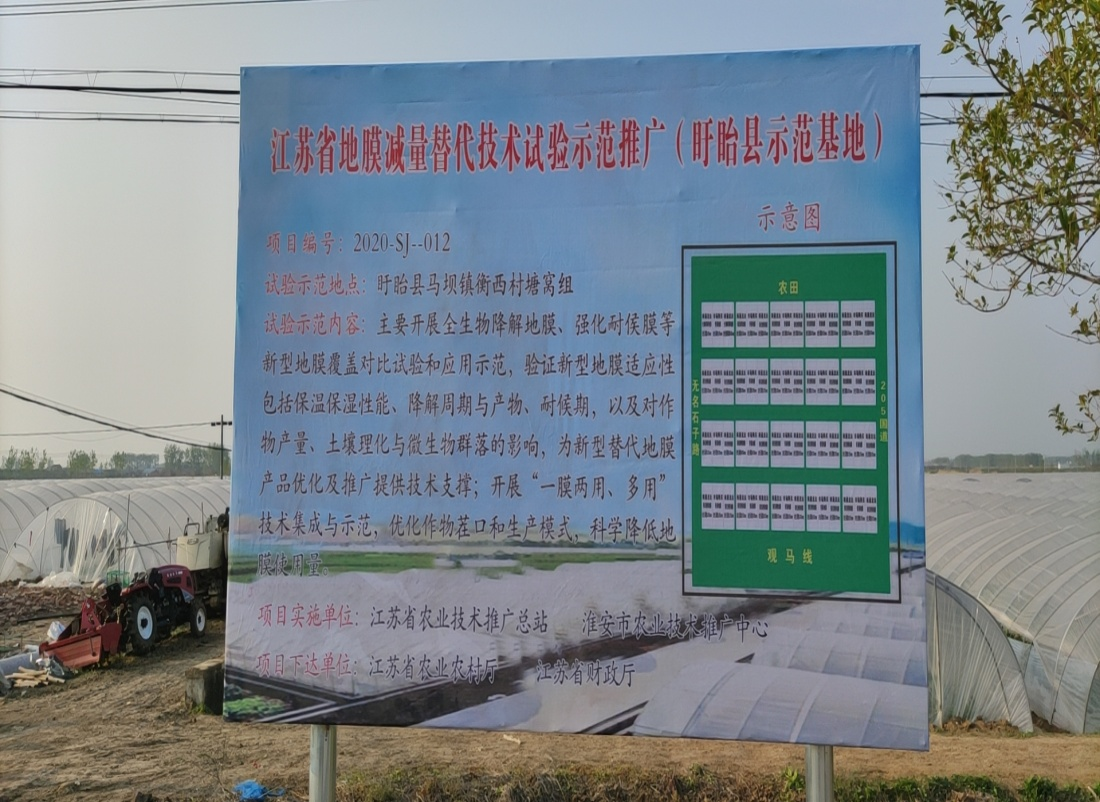 江苏省地膜减量替代技术试验示范推广（盱眙县示范基地）
项目编号：2020-SJ--012
试验示范地点：盱眙县马坝镇衡西村塘窝组
试验示范内容：主要开展全生物降解地膜、强化耐候膜等
新型地膜覆盖对比试验和应用示范，验证新型地膜适应性
包括保温保湿性能、降解周期与产物、耐候期，以及对作
物产量、土壤理化与微生物群落的影响，为新型替代地膜
产品优化及推广提供技术支撑；开展“一膜两用、多用”
技术集成与示范，优化作物茬口和生产模式，科学降低地
膜使用量。
项目实施单位：江苏省农业技术推广总站 淮安市农业技术推广中心
项目下达单位：江苏省农业农村厅 江苏省财政厅
示意图
农田
无名石子路
205国道
观马线